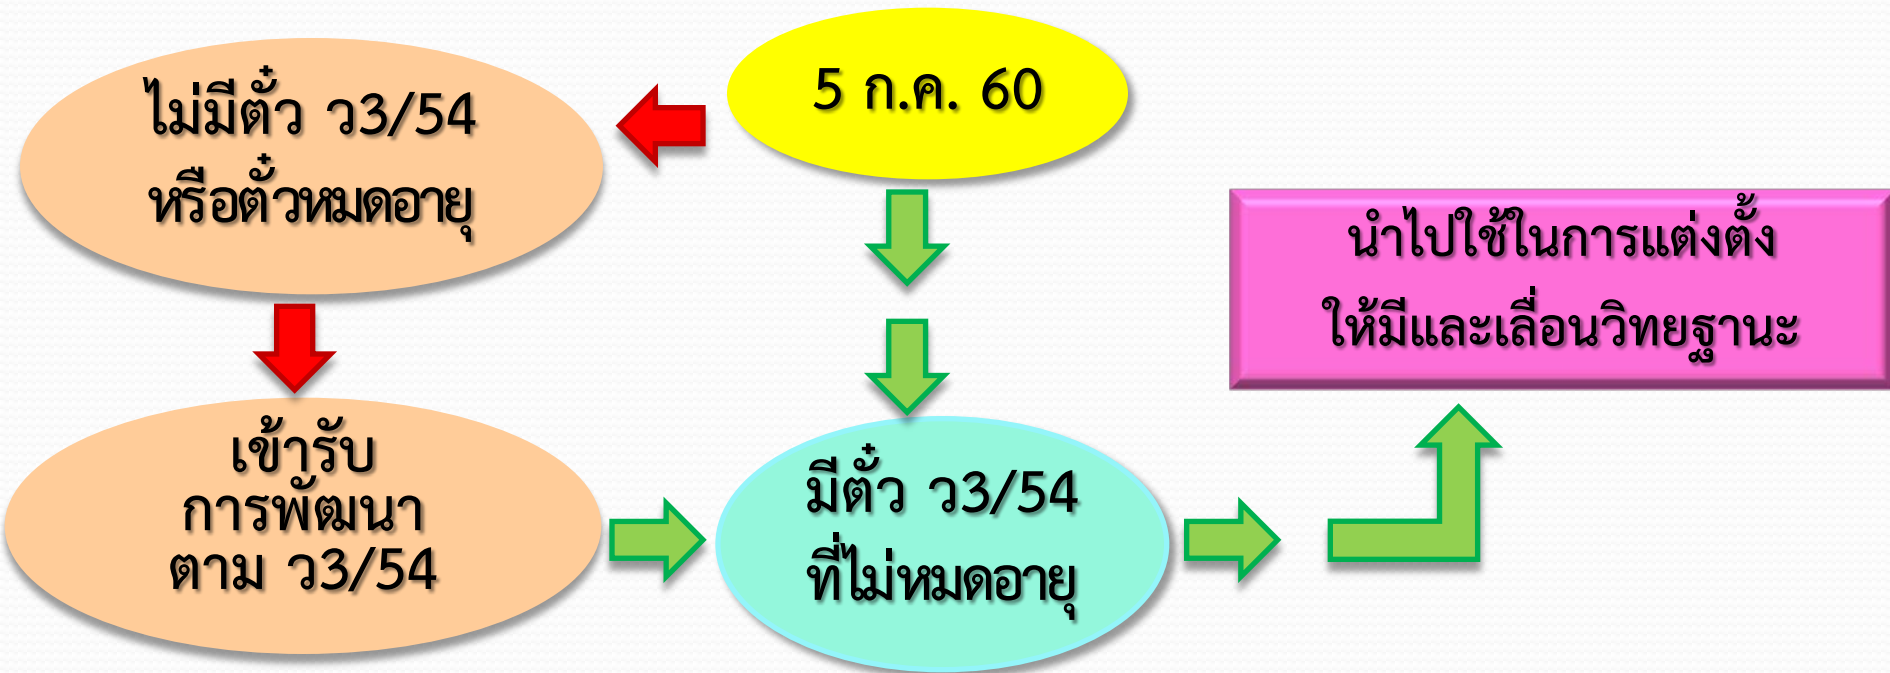 5 ก.ค. 60
ไม่มีตั๋ว ว3/54
หรือตั๋วหมดอายุ
นำไปใช้ในการแต่งตั้ง
ให้มีและเลื่อนวิทยฐานะ
เข้ารับ
การพัฒนา
ตาม ว3/54
มีตั๋ว ว3/54
ที่ไม่หมดอายุ